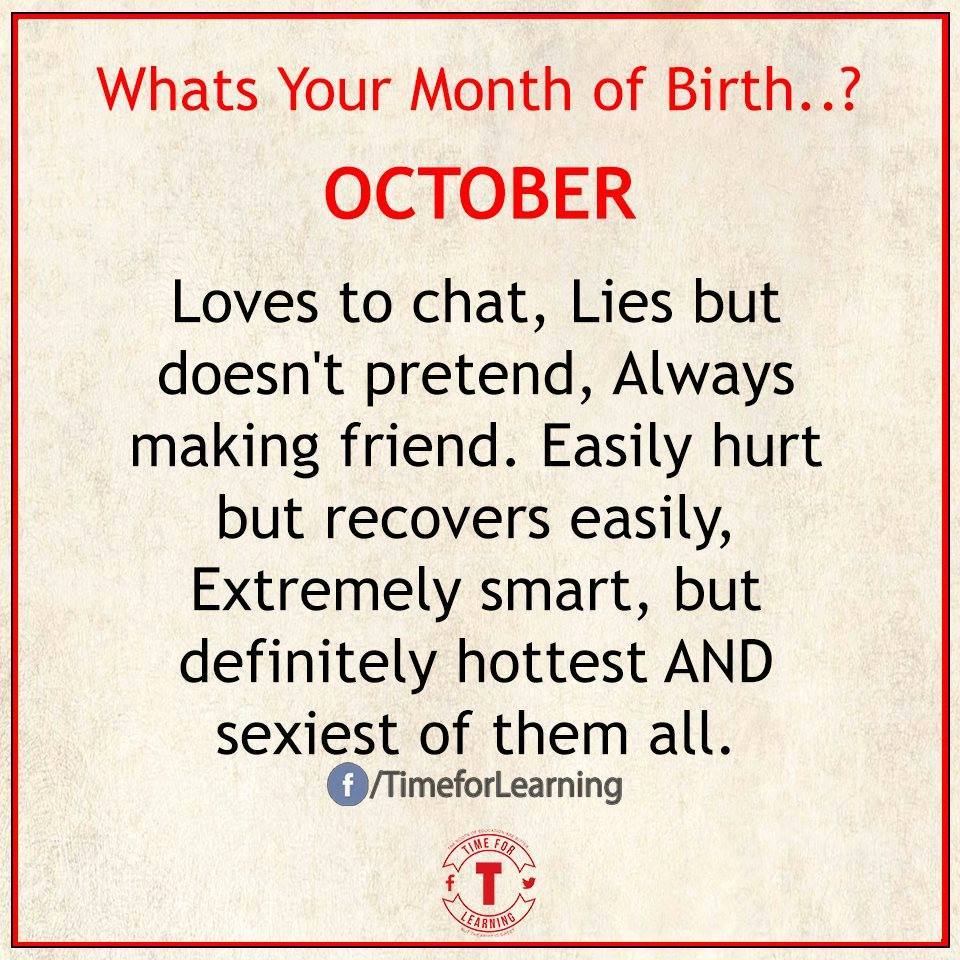 Whats Your Month of Birth..?
OCTOBER
Loves to chat, Lies but
doesn't pretend, Always
making friend. Easily hurt
but recovers easily,
Extremely smart, but
definitely hottest AND
sexiest of them all.
f/TimeforLearning
TIME FOR
f T
LEARNING